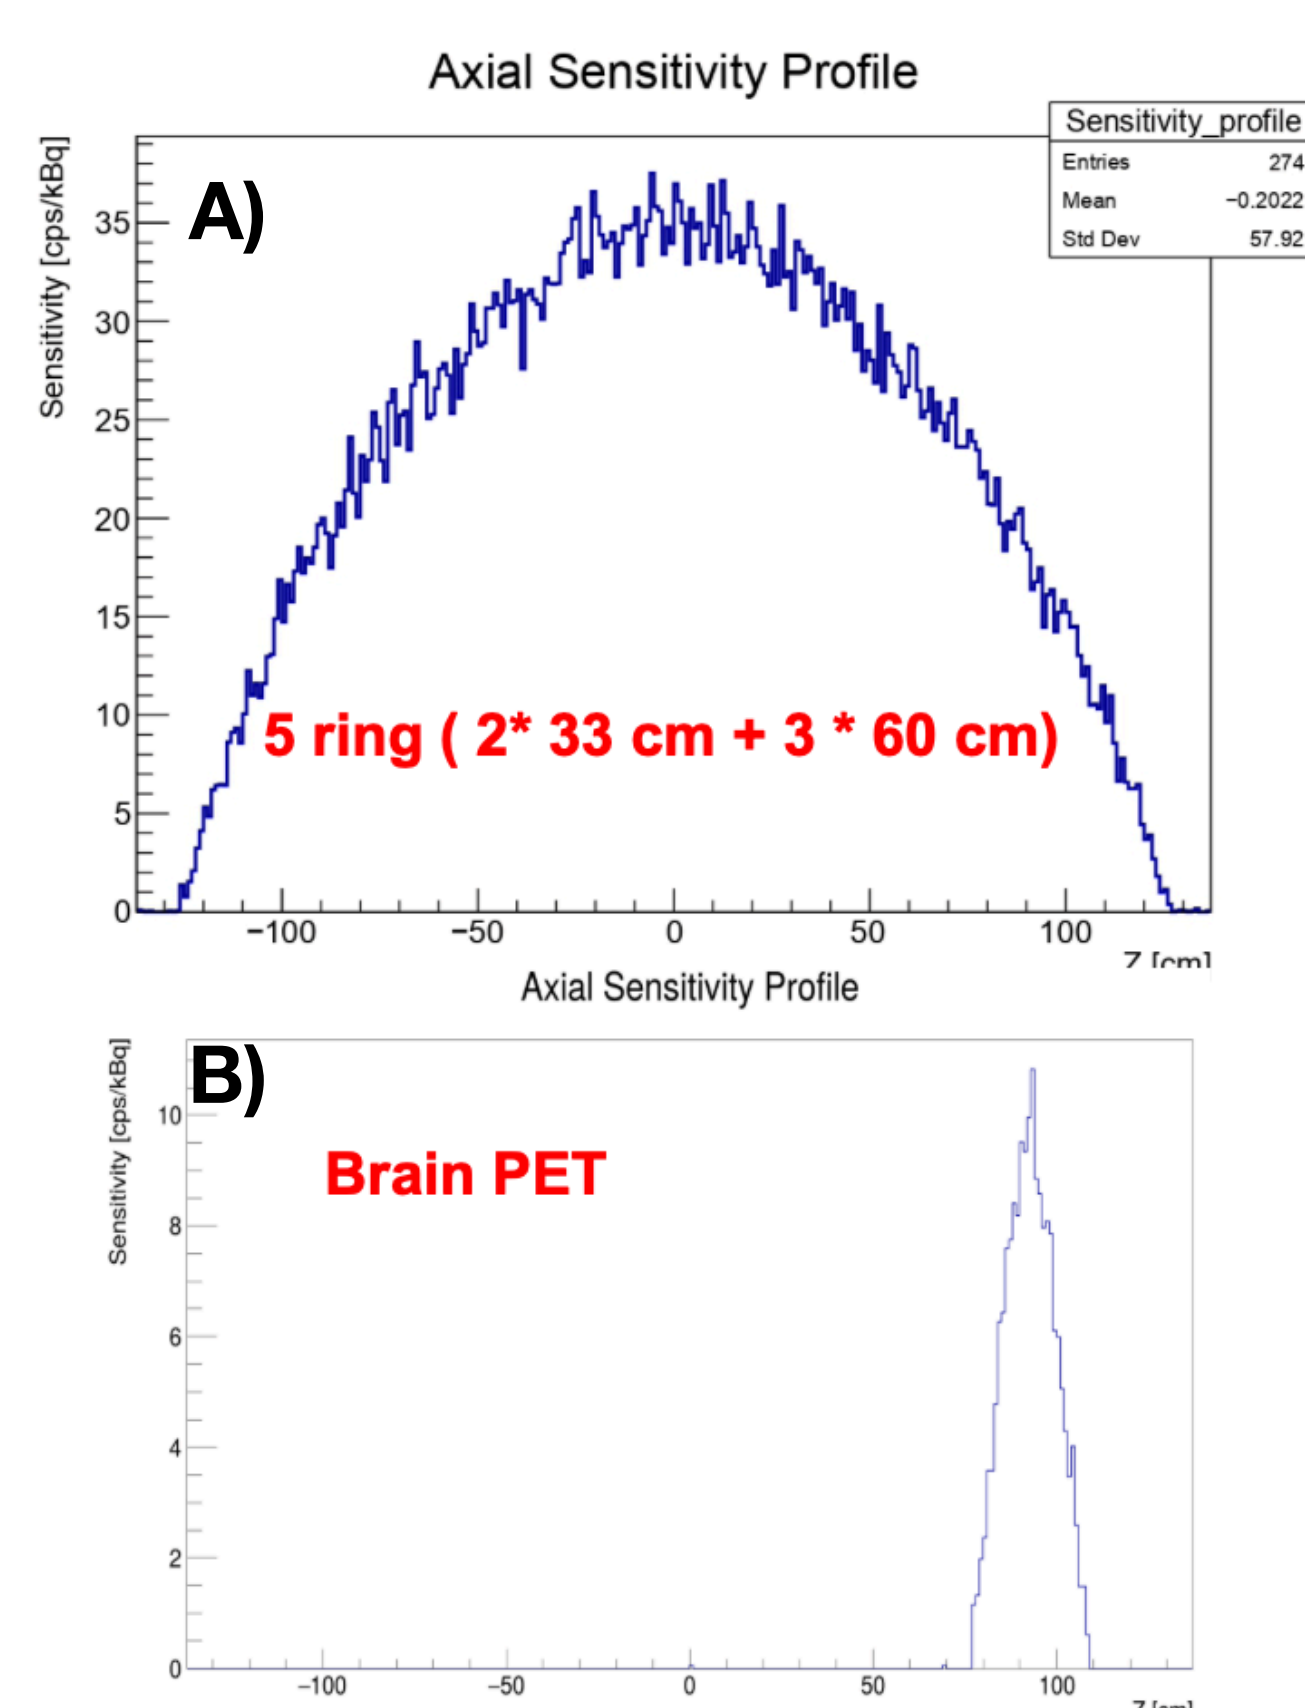 Axial Sensitivity Profile
Sensitivity_profile
Entries 274
Mean −0.2022
Std Dev 57.92
Sensitivity [cps/kBq]
A)
35
30
25
20
15
10
5
0
5 ring ( 2* 33 cm + 3 * 60 cm)
−100 −50 0 50 100
Z [cm]
Axial Sensitivity Profile
Sensitivity [cps/kBq]
B)
Brain PET
10
8
6
4
2
0
−100 −50 0 50 100
Z [cm]